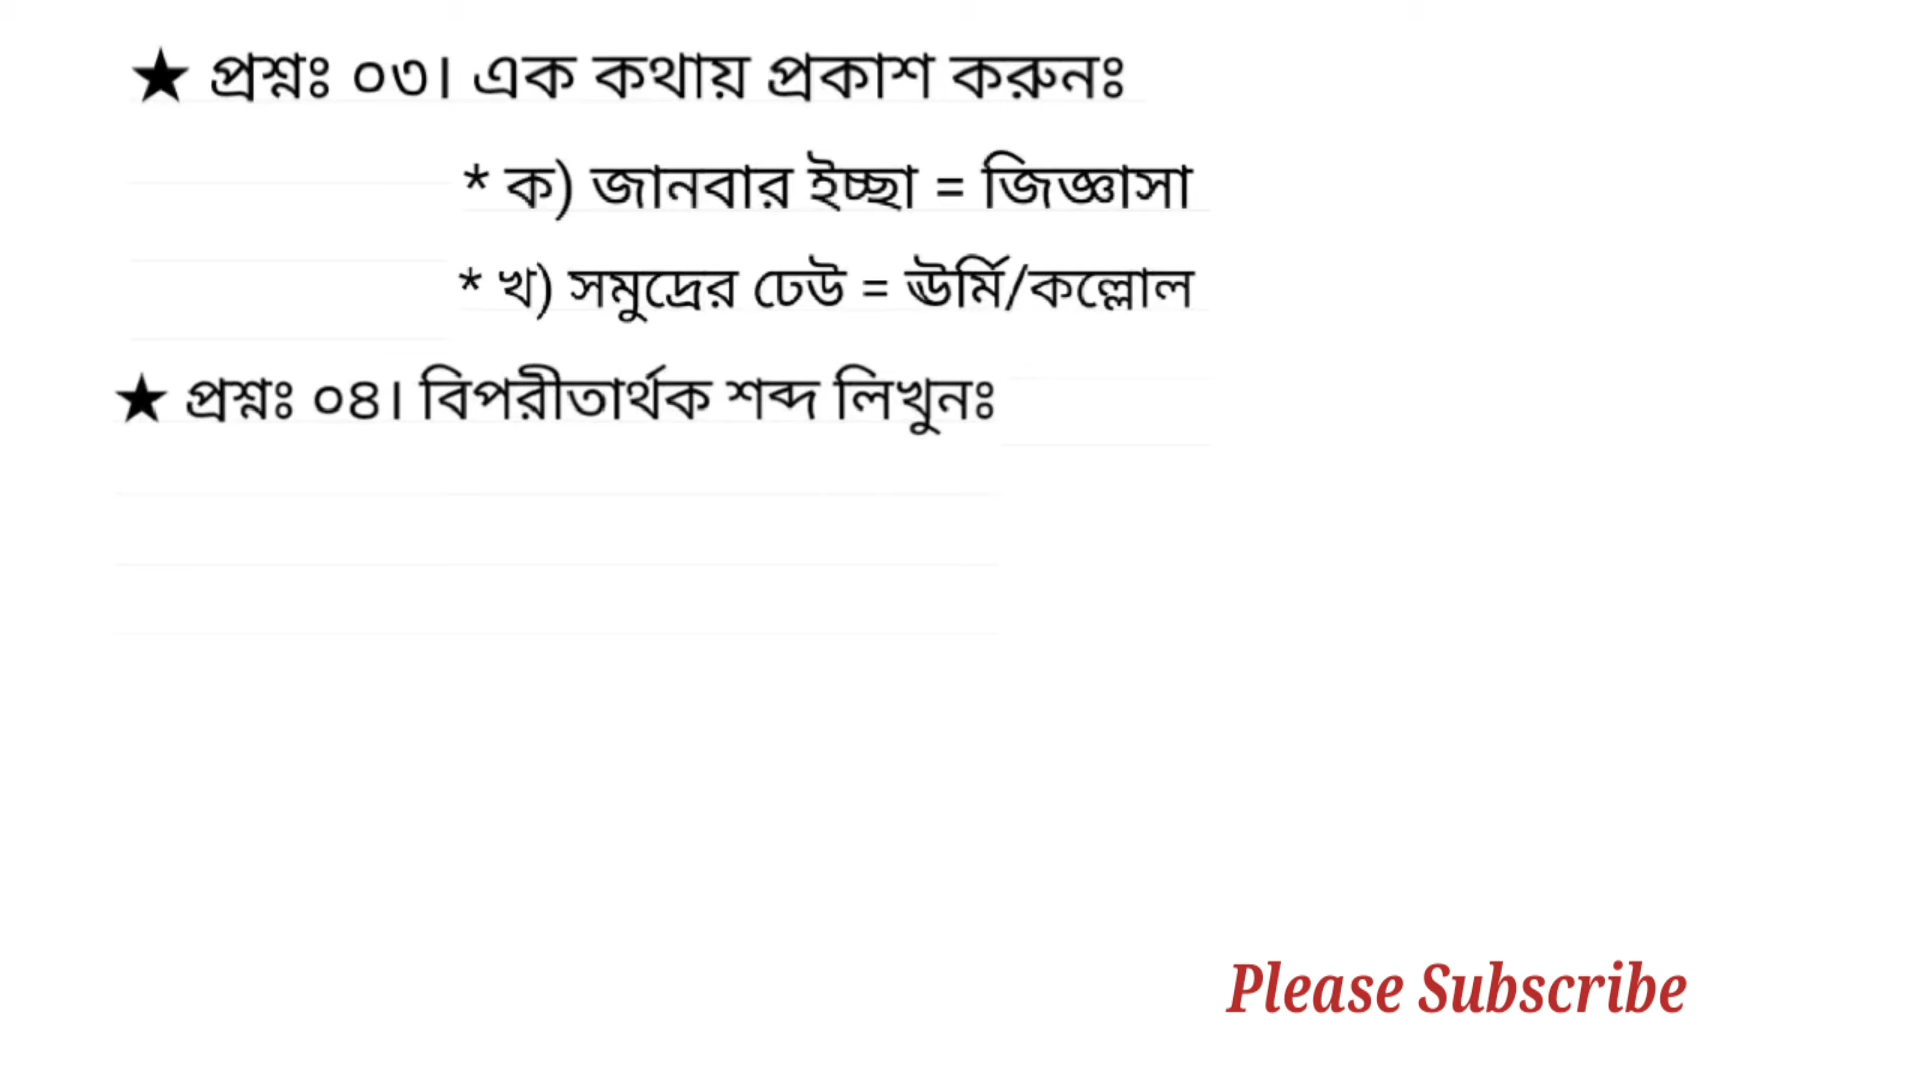 ★ প্রশ্নঃ ০৩। এক কথায় প্রকাশ করুনঃ
* ক) জানবার ইচ্ছা = জিজ্ঞাসা
* খ) সমুদ্রের ঢেউ = ঊর্মি/কল্লোল
★ প্রশ্নঃ ০৪। বিপরীতার্থক শব্দ লিখুনঃ
Please Subscribe